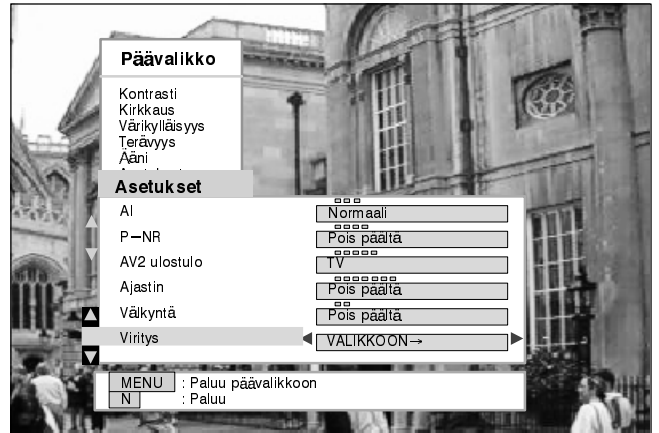 Päävalikko
Kontrasti
Kirkkaus
Värikylläisyys
Terävyys
Ääni
Asetukset
AI Normaali
P–NR Pois päältä
AV2 ulostulo TV
Ajastin Pois päältä
Välkyntä Pois päältä
Viritys VALIKKOON→
MENU : Paluu päävalikkoon
N : Paluu